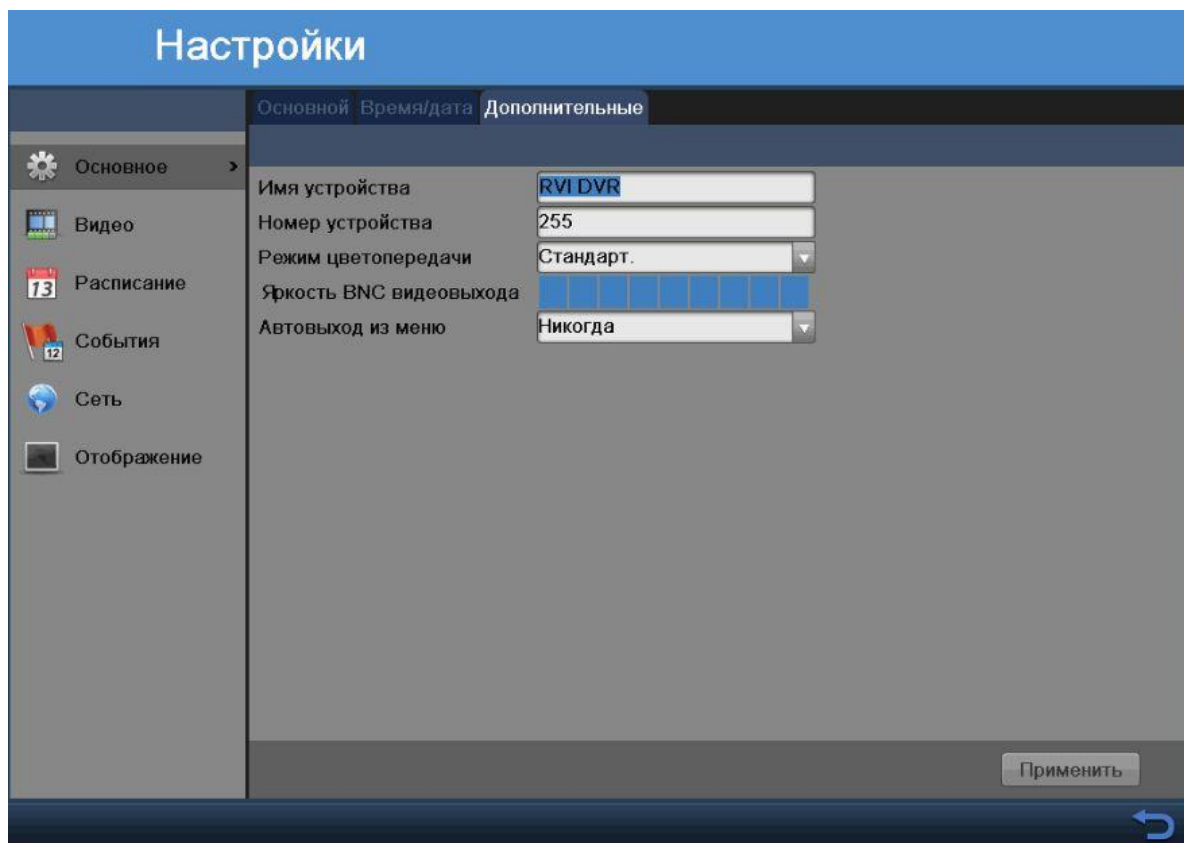 Настройки
Основной Время/дата Дополнительные
Основное >
Видео
13 Расписание
12 События
Сеть
Отображение
Имя устройства RVI DVR
Номер устройства 255
Режим цветопередачи Стандарт.
Яркость BNC видеовыхода
Автовыход из меню Никогда
Применить